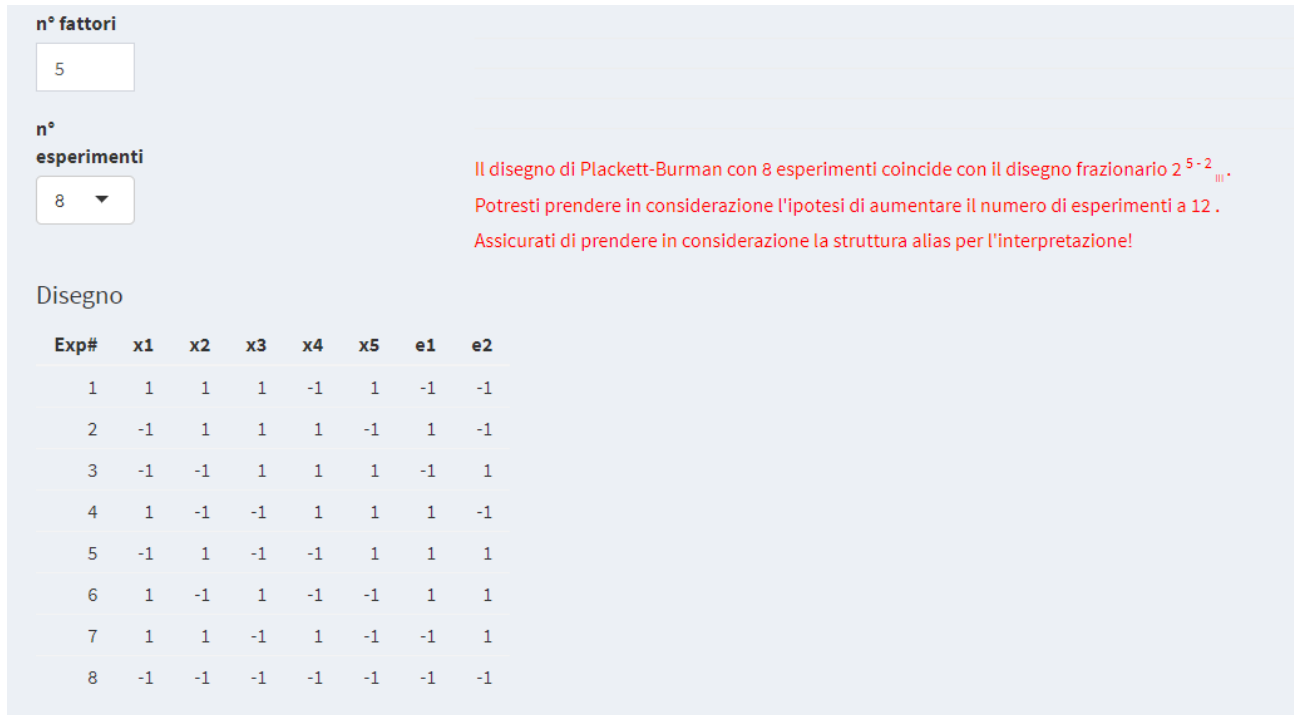 n° fattori
5
n°
esperimenti
8
Il disegno di Plackett-Burman con 8 esperimenti coincide con il disegno frazionario 2 5 - 2 III .
Potresti prendere in considerazione l'ipotesi di aumentare il numero di esperimenti a 12 .
Assicurati di prendere in considerazione la struttura alias per l'interpretazione!
Disegno
Exp# x1 x2 x3 x4 x5 e1 e2
1 1 1 1 -1 1 -1 -1
2 -1 1 1 1 -1 1 -1
3 -1 -1 1 1 1 -1 1
4 1 -1 -1 1 1 1 -1
5 -1 1 -1 -1 1 1 1
6 1 -1 1 -1 -1 1 1
7 1 1 -1 1 -1 -1 1
8 -1 -1 -1 -1 -1 -1 -1